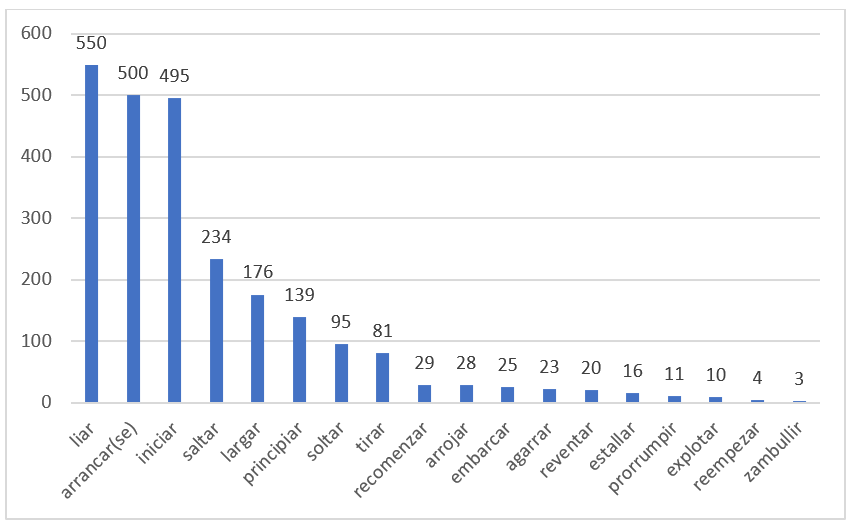 600
500
400
300
200
100
0
550
500
495
234
176
139
95
81
29
28
25
23
20
16
11
10
4
3
liar
arrancar(se)
iniciar
saltar
largar
principiar
soltar
tirar
recomenzar
arrojar
embarcar
agarrar
reventar
estallar
prorrumpir
explotar
reempezar
zambullir